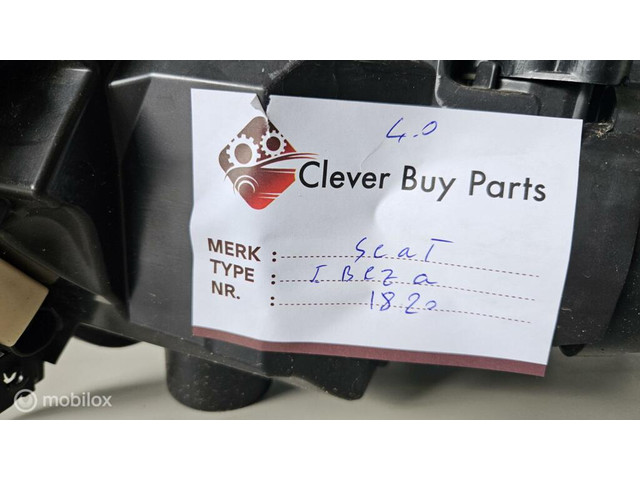 4.0
Clever Buy Parts
MERK : Seat
TYPE : IBeza
NR. : 1820
mobilox